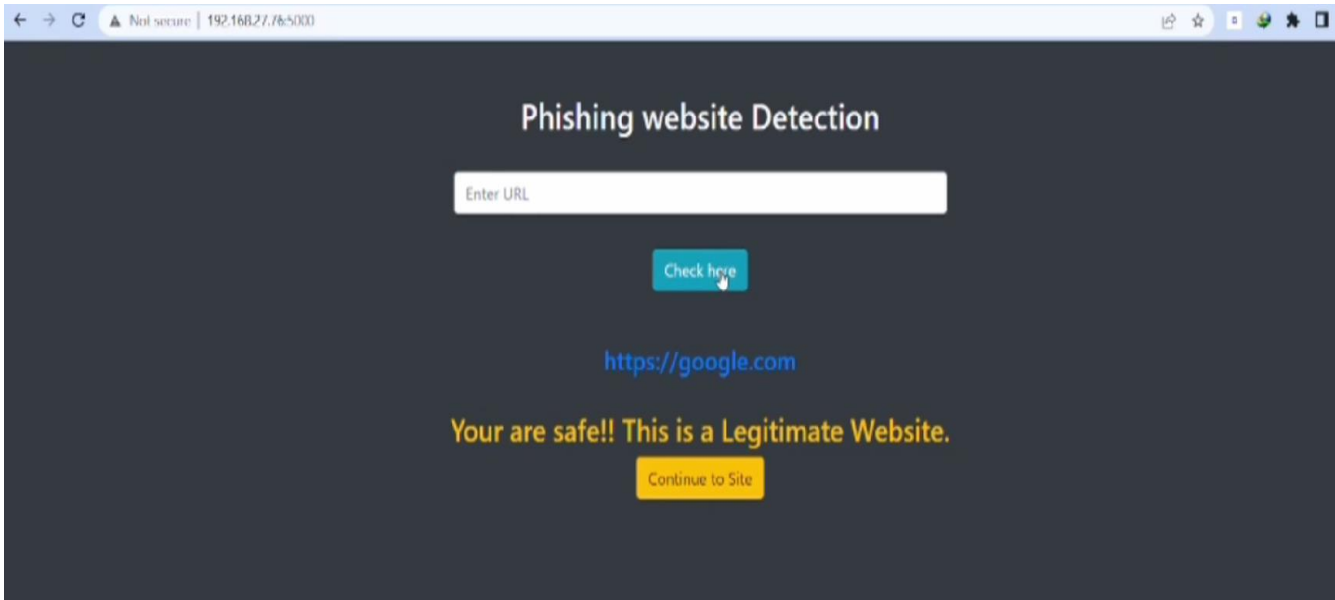 Not secure | 192.168.27.76:5000
Phishing website Detection
Enter URL
Check here
https://google.com
Your are safe!! This is a Legitimate Website.
Continue to Site